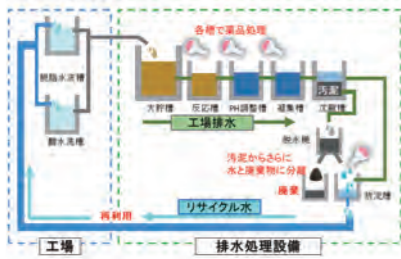 各槽で薬品処理
脱脂水洗槽
酸水洗槽
大貯槽
反応槽
PH調整槽
凝集槽
汚泥
沈殿槽
工場排水
脱水機
汚泥からさらに
水と廃棄物に分離
廃棄
再利用
リサイクル水
工場
排水処理設備